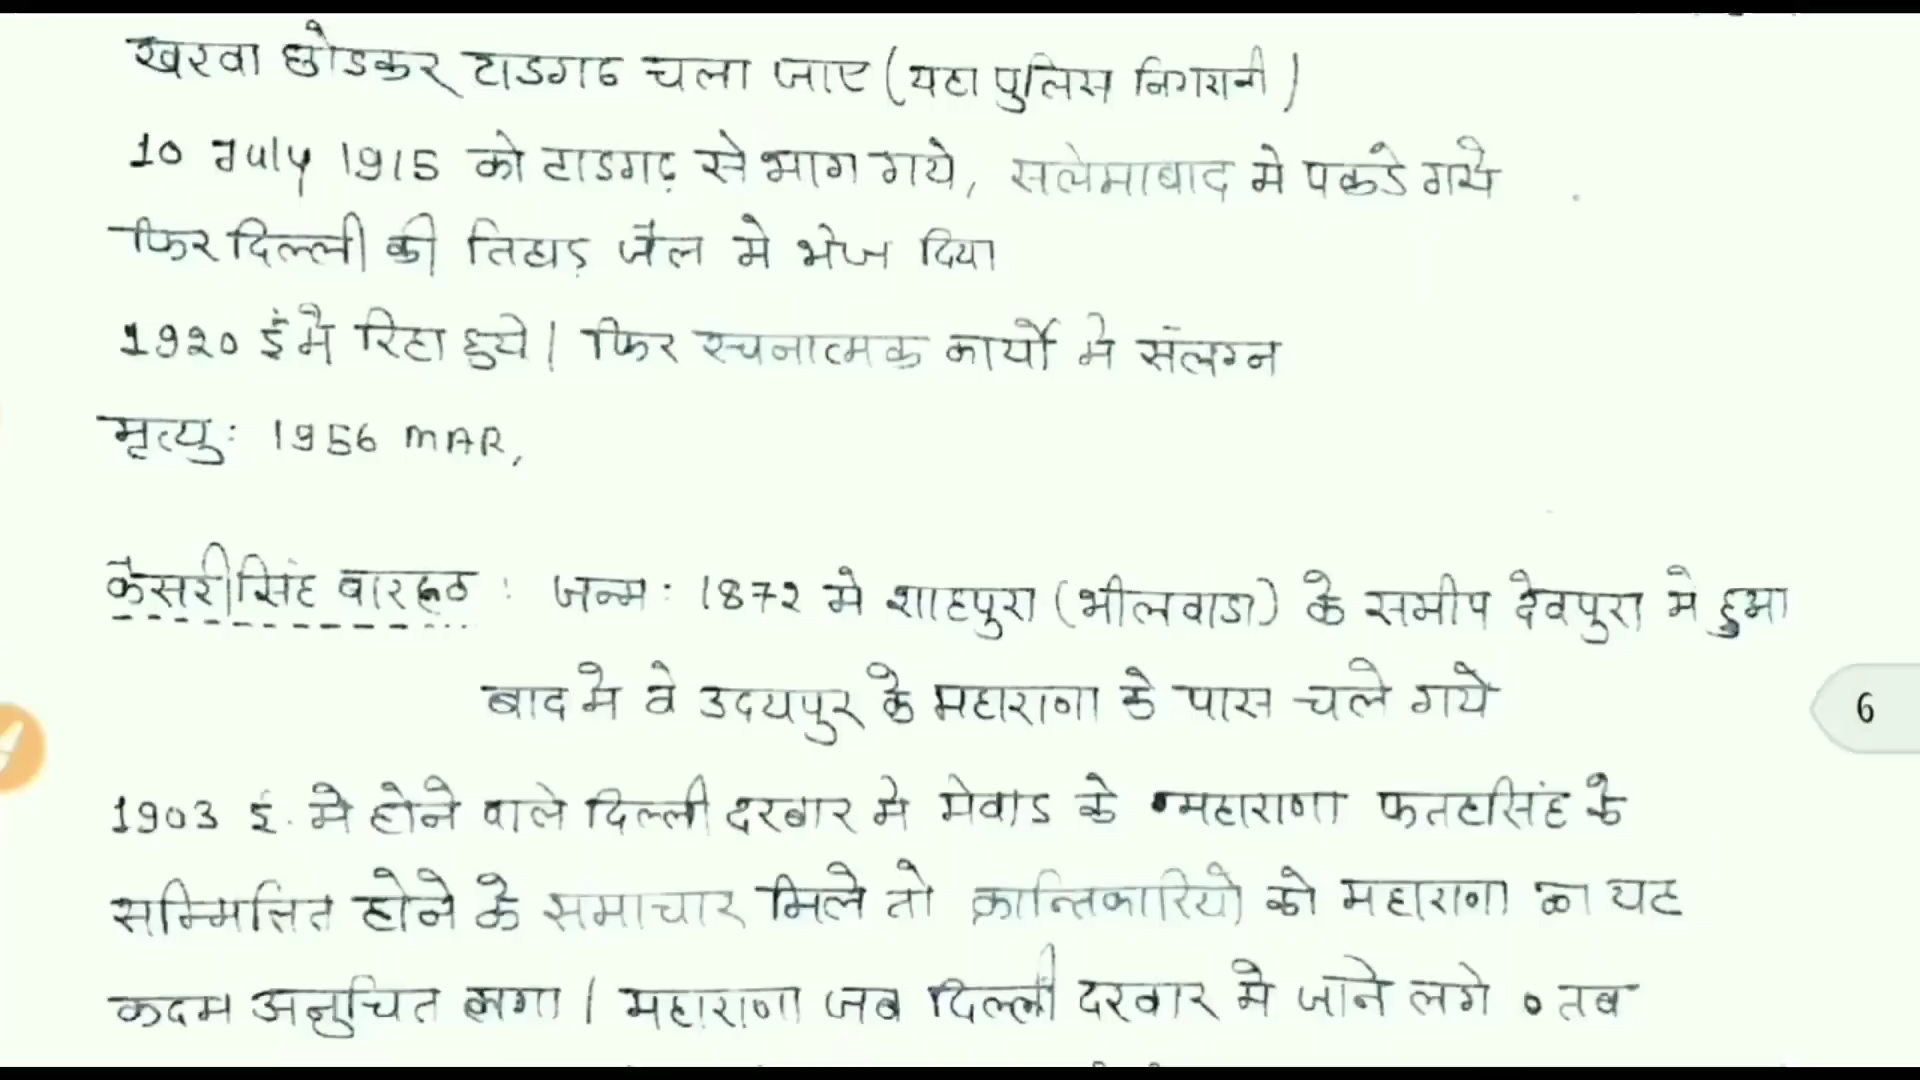 खरवा छोडकर टाडगढ चला जाए (यहा पुलिस निगरानी)
10 July 1915 को टाडगढ़ से भाग गये, सलेमाबाद मे पकडे गये
फिर दिल्ली की तिहाड़ जैल मे भेज दिया
1920 ई॰ मै रिहा हुये। फिर रचनात्मक कार्यों मे संलग्न
मृत्यु: 1956 MAR,
केसरीसिंह बारहठ : जन्म: 1872 मे शाहपुरा (भीलवाडा) के समीप देवपुरा मे हुआ
बाद मे वे उदयपुर के महाराणा के पास चले गये
6
1903 ई. मे होने वाले दिल्ली दरबार मे मेवाड के महाराणा फतहसिंह के
सम्मिलित होने के समाचार मिले तो क्रान्तिकारियो को महाराणा का यह
कदम अनुचित लगा। महाराणा जब दिल्ली दरबार मे जाने लगे तब